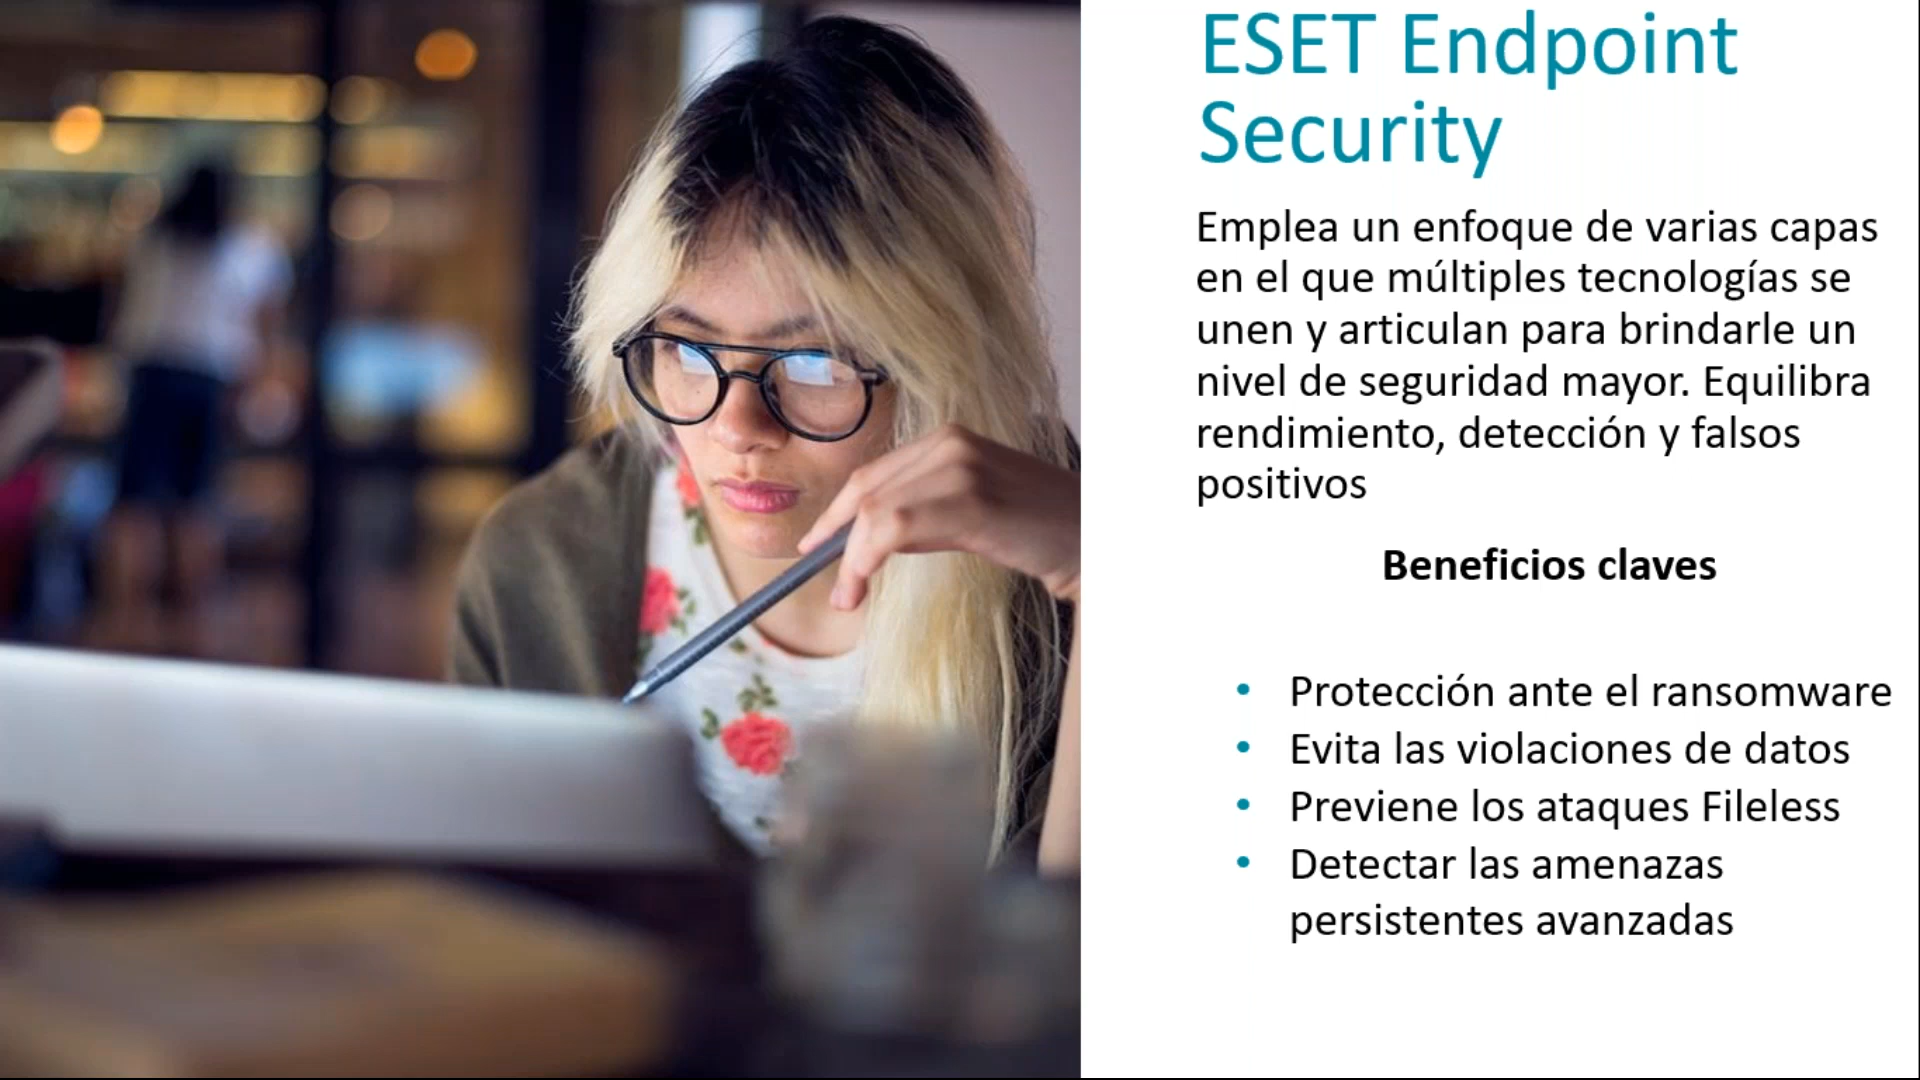 ESET Endpoint
Security
Emplea un enfoque de varias capas
en el que múltiples tecnologías se
unen y articulan para brindarle un
nivel de seguridad mayor. Equilibra
rendimiento, detección y falsos
positivos
Beneficios claves
• Protección ante el ransomware
• Evita las violaciones de datos
• Previene los ataques Fileless
• Detectar las amenazas
persistentes avanzadas